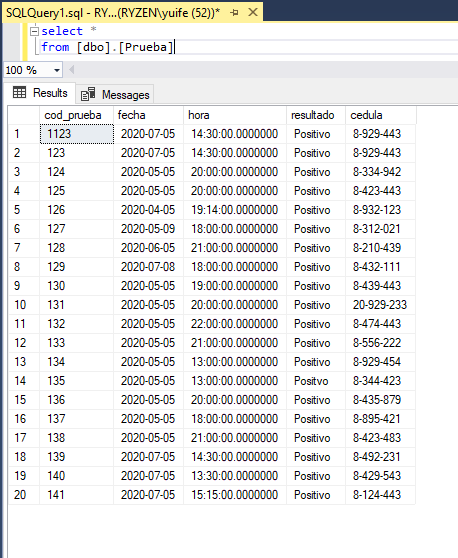 SQLQuery1.sql - RY...(RYZEN\yuife (52))*
select *
from [dbo].[Prueba]
100 %
Results Messages
cod_prueba fecha hora resultado cedula
1 1123 2020-07-05 14:30:00.0000000 Positivo 8-929-443
2 123 2020-07-05 14:30:00.0000000 Positivo 8-929-443
3 124 2020-05-05 20:00:00.0000000 Positivo 8-334-942
4 125 2020-05-05 20:00:00.0000000 Positivo 8-423-443
5 126 2020-04-05 19:14:00.0000000 Positivo 8-932-123
6 127 2020-05-09 18:00:00.0000000 Positivo 8-312-021
7 128 2020-06-05 21:00:00.0000000 Positivo 8-210-439
8 129 2020-07-08 18:00:00.0000000 Positivo 8-432-111
9 130 2020-05-05 19:00:00.0000000 Positivo 8-439-443
10 131 2020-05-05 20:00:00.0000000 Positivo 20-929-233
11 132 2020-05-05 22:00:00.0000000 Positivo 8-474-443
12 133 2020-05-05 21:00:00.0000000 Positivo 8-556-222
13 134 2020-05-05 13:00:00.0000000 Positivo 8-929-454
14 135 2020-05-05 13:00:00.0000000 Positvo 8-344-423
15 136 2020-05-05 20:00:00.0000000 Positivo 8-435-879
16 137 2020-05-05 18:00:00.0000000 Positivo 8-895-421
17 138 2020-05-05 21:00:00.0000000 Positivo 8-423-483
18 139 2020-07-05 14:30:00.0000000 Positivo 8-492-231
19 140 2020-07-05 13:30:00.0000000 Positivo 8-429-543
20 141 2020-07-05 15:15:00.0000000 Positivo 8-124-443